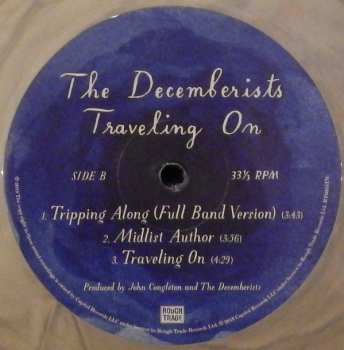 The Decemberists
Traveling On
SIDE B
33⅓ RPM
1. Tripping Along (Full Band Version) (3:43)
2. Midlist Author (3:56)
3. Traveling On (4:29)
Produced by John Congleton and The Decemberists
ROUGH
TRADE